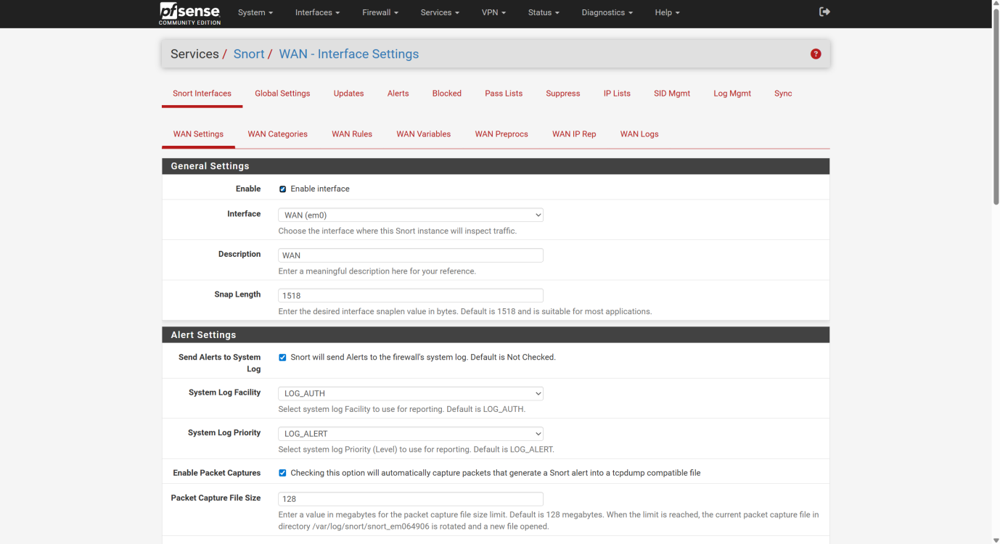 pfsense
COMMUNITY EDITION
System Interfaces Firewall Services VPN Status Diagnostics Help
Services / Snort / WAN - Interface Settings
?
Snort Interfaces Global Settings Updates Alerts Blocked Pass Lists Suppress IP Lists SID Mgmt Log Mgmt Sync
WAN Settings WAN Categories WAN Rules WAN Variables WAN Preprocs WAN IP Rep WAN Logs
General Settings
Enable Enable interface
Interface WAN (em0)
Choose the interface where this Snort instance will inspect traffic.
Description WAN
Enter a meaningful description here for your reference.
Snap Length 1518
Enter the desired interface snaplen value in bytes. Default is 1518 and is suitable for most applications.
Alert Settings
Send Alerts to System Log Snort will send Alerts to the firewall's system log. Default is Not Checked.
System Log Facility LOG_AUTH
Select system log Facility to use for reporting. Default is LOG_AUTH.
System Log Priority LOG_ALERT
Select system log Priority (Level) to use for reporting. Default is LOG_ALERT.
Enable Packet Captures Checking this option will automatically capture packets that generate a Snort alert into a tcpdump compatible file
Packet Capture File Size 128
Enter a value in megabytes for the packet capture file size limit. Default is 128 megabytes. When the limit is reached, the current packet capture file in
directory /var/log/snort/snort_em064906 is rotated and a new file opened.